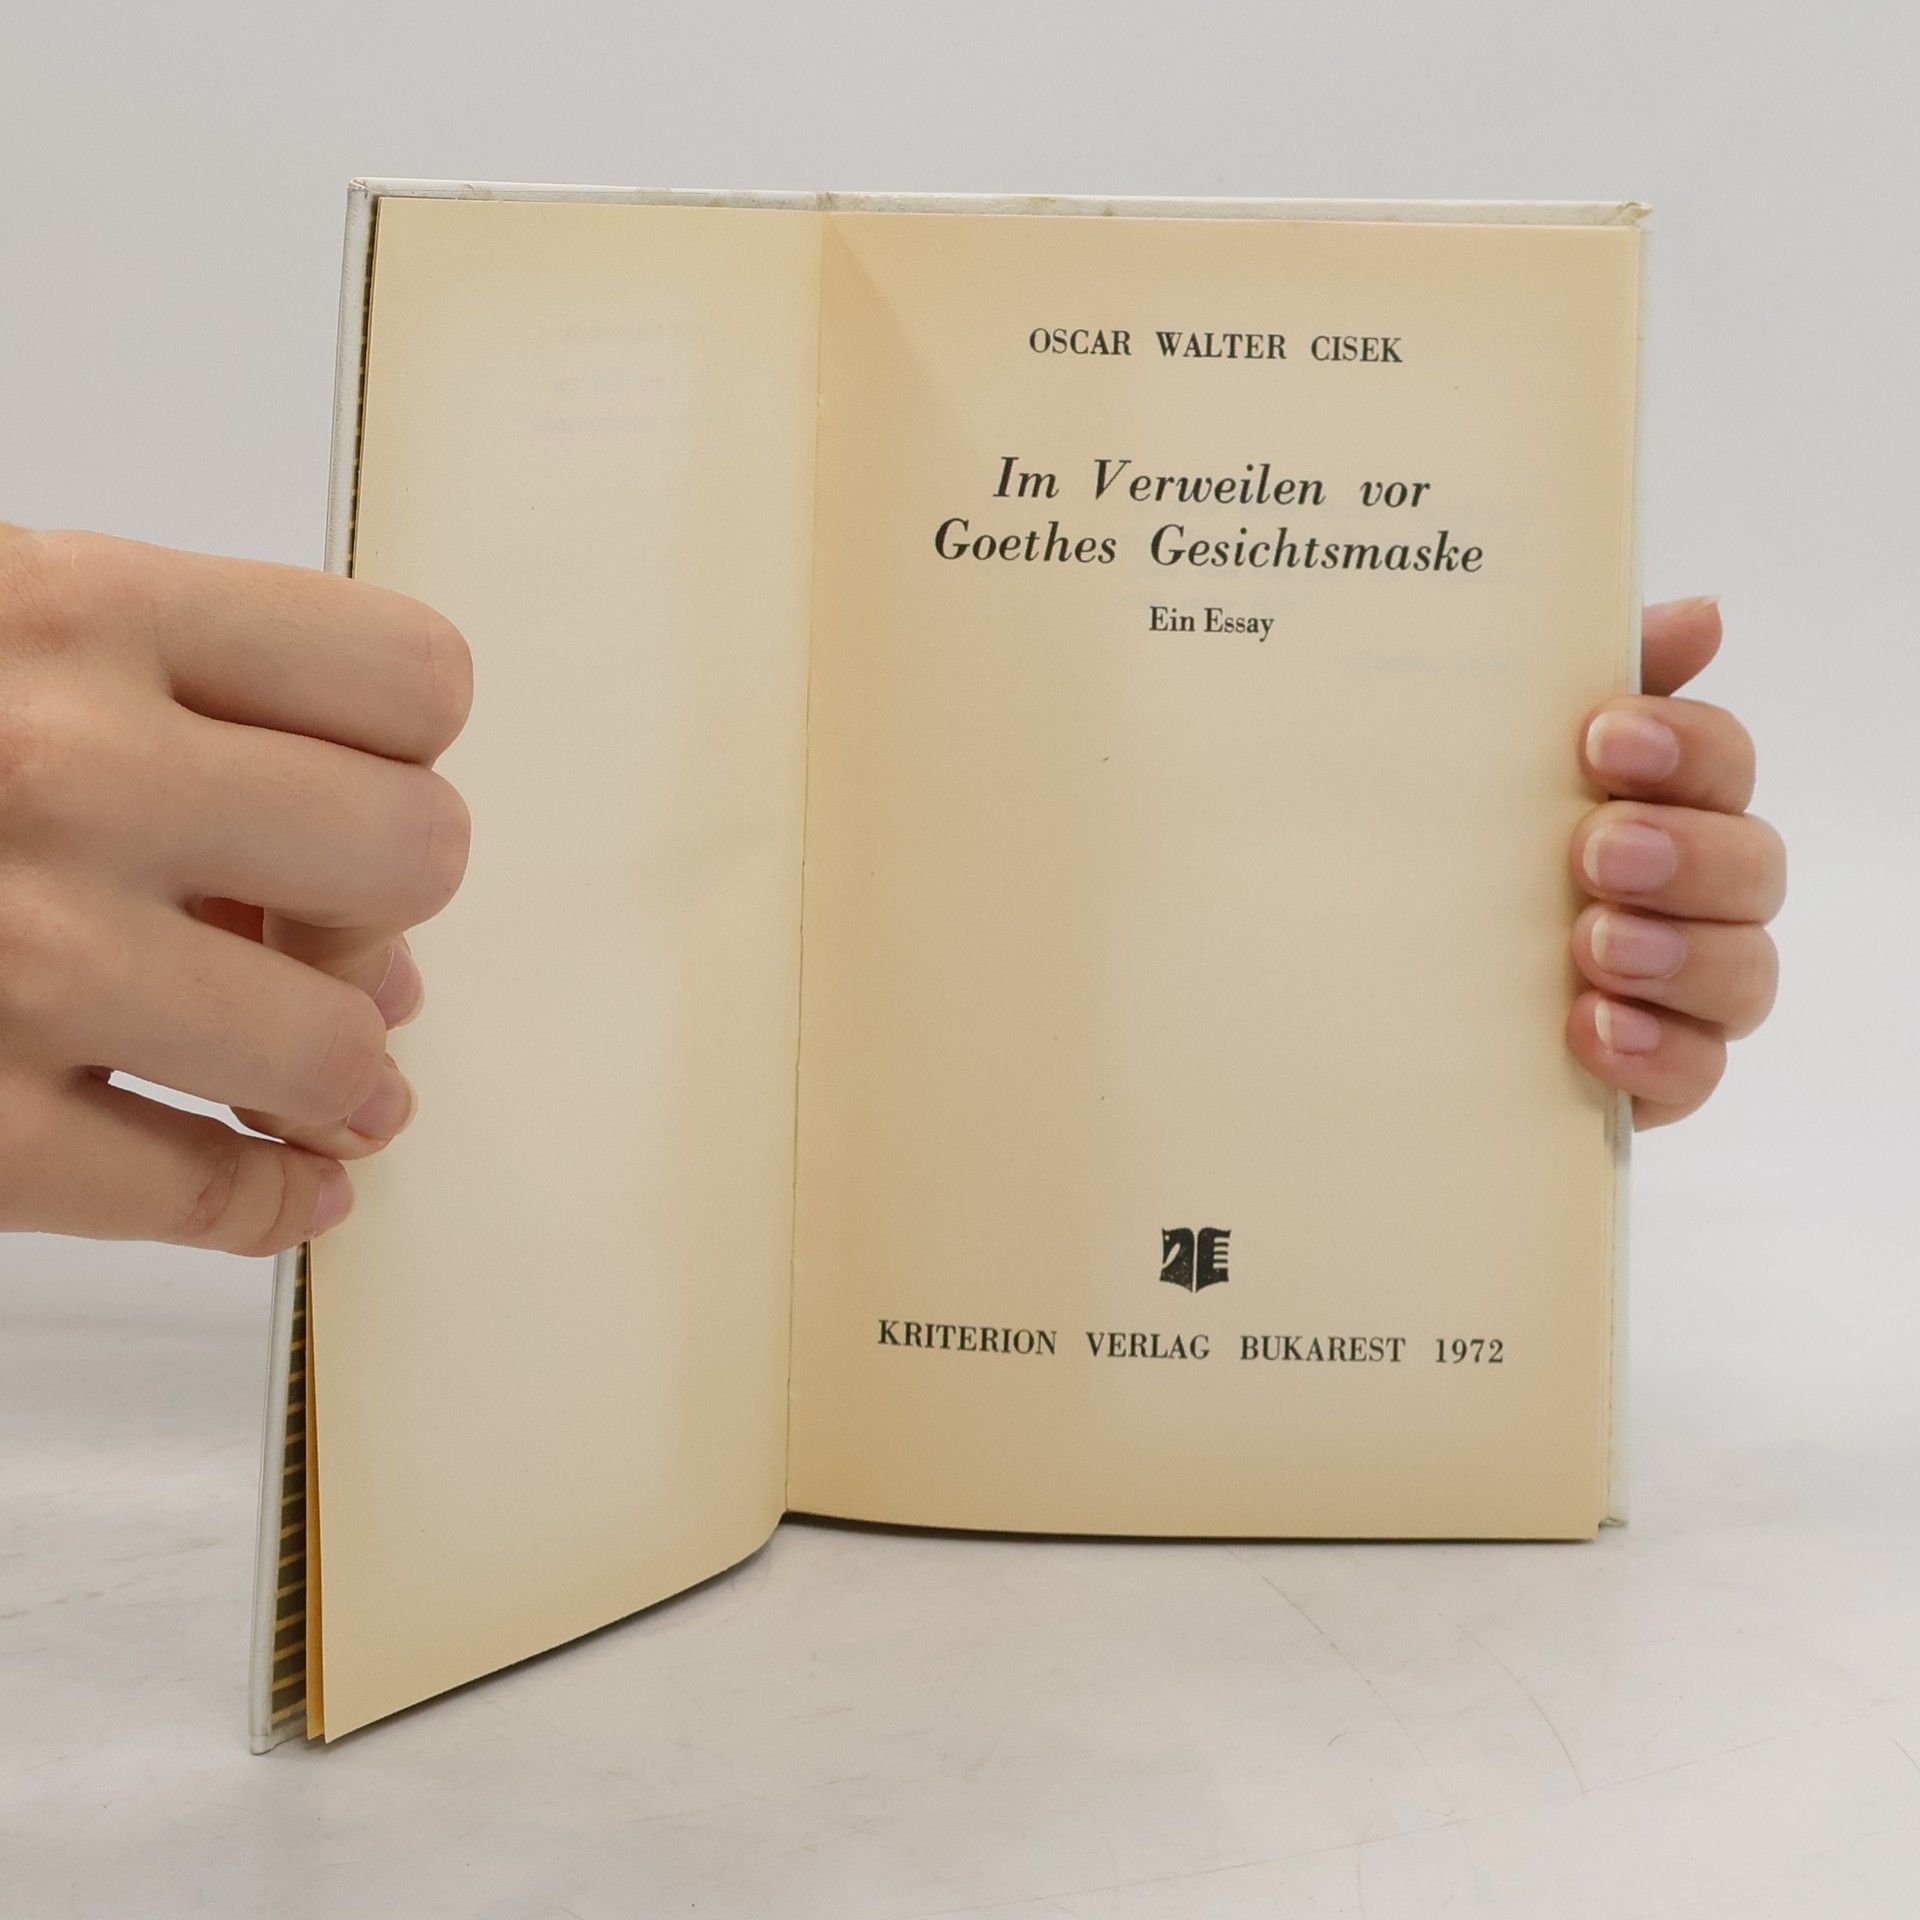 OSCAR WALTER CISEK
Im Verweilen vor
Goethes Gesichtsmaske
Ein Essay
KRITERION VERLAG BUKAREST 1972